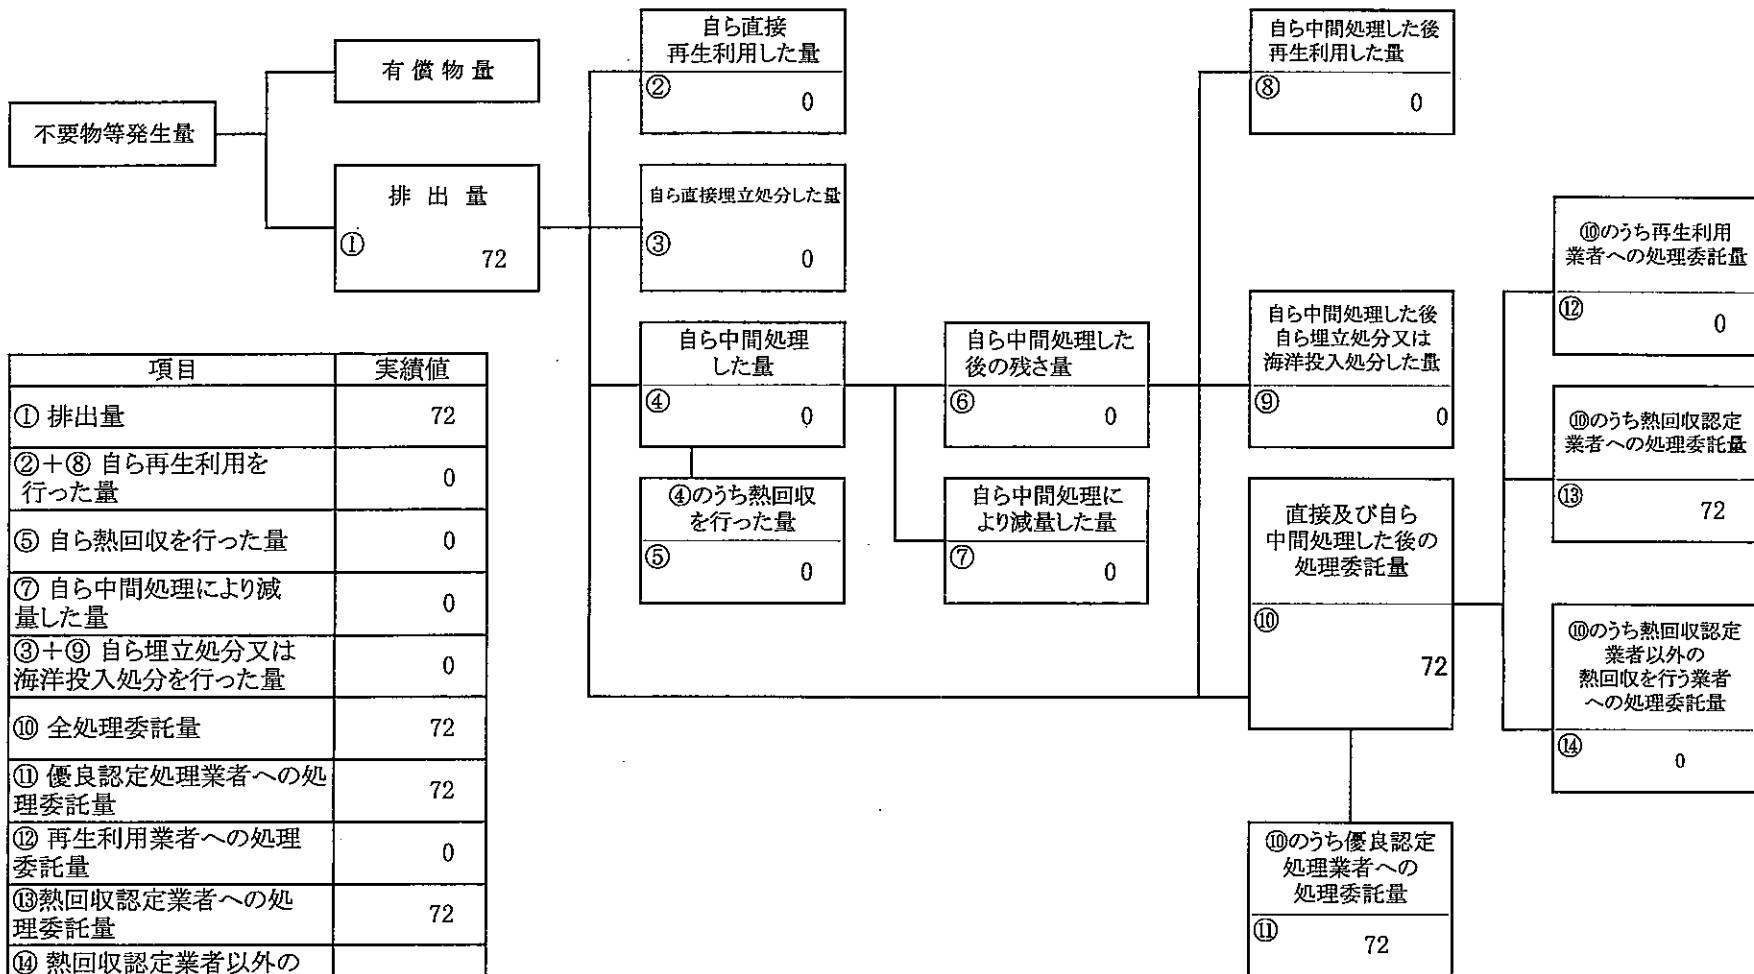 不要物等発生量
有償物量
排出量
①
72
自ら直接
再生利用した量
②
0
自ら直接埋立処分した量
③
0
自ら中間処理
した量
④
0
④のうち熱回収
を行った量
⑤
0
自ら中間処理した
後の残さ量
⑥
0
自ら中間処理に
より減量した量
⑦
0
自ら中間処理した後
再生利用した量
⑧
0
自ら中間処理した後
自ら埋立処分又は
海洋投入処分した量
⑨
0
直接及び自ら
中間処理した後の
処理委託量
⑩
72
⑩のうち優良認定
処理業者への
処理委託量
⑪
72
⑩のうち再生利用
業者への処理委託量
⑫
0
⑩のうち熱回収認定
業者への処理委託量
⑬
72
⑩のうち熱回収認定
業者以外の
熱回収を行う業者
への処理委託量
⑭
0
項目 実績値
① 排出量 72
②+⑧ 自ら再生利用を
行った量 0
⑤ 自ら熱回収を行った量 0
⑦ 自ら中間処理により減
量した量 0
③+⑨ 自ら埋立処分又は
海洋投入処分を行った量 0
⑩ 全処理委託量 72
⑪ 優良認定処理業者への処
理委託量 72
⑫ 再生利用業者への処理
委託量 0
⑬熱回収認定業者への処
理委託量 72
⑭ 熱回収認定業者以外の